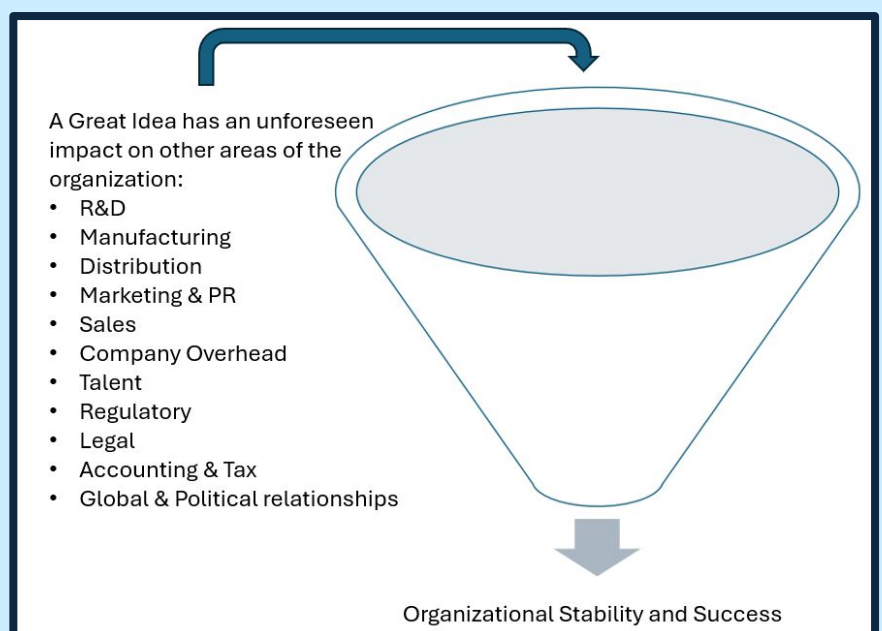 A Great Idea has an unforeseen
impact on other areas of the
organization:
• R&D
• Manufacturing
• Distribution
• Marketing & PR
• Sales
• Company Overhead
• Talent
• Regulatory
• Legal
• Accounting & Tax
• Global & Political relationships
Organizational Stability and Success